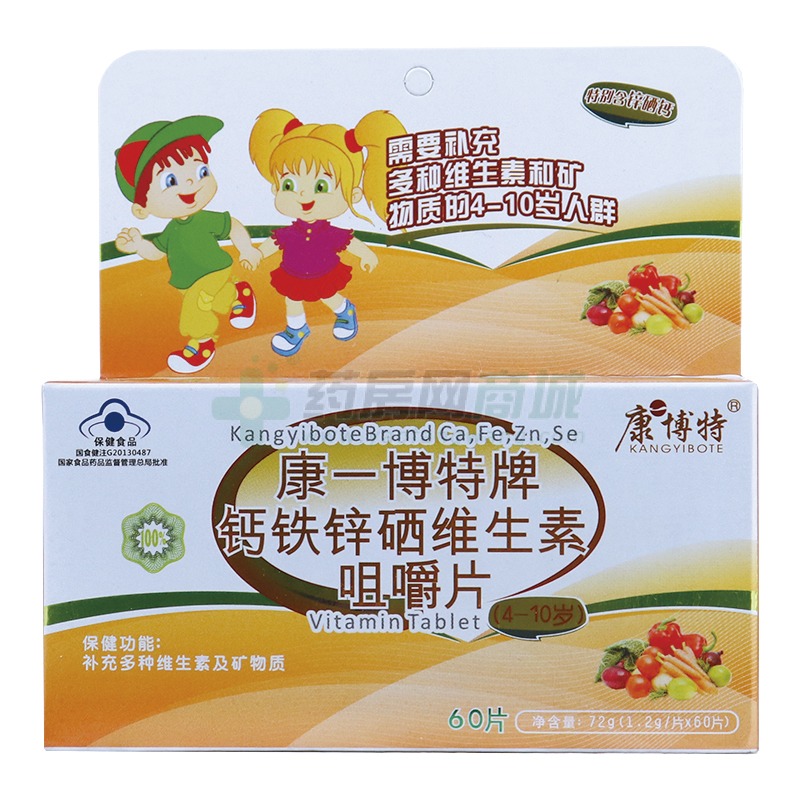 特别含锌硒钙
需要补充
多种维生素和矿
物质的4-10岁人群
药房网商城
保健食品
国食健注G20130487
国家食品药品监督管理总局批准
KangyiboteBrand Ca,Fe,Zn,Se
康一博特牌
钙铁锌硒维生素
咀嚼片
Vitamin Tablet
(4-10岁)
康一博特®
KANGYIBOTE
100%
保健功能:
补充多种维生素及矿物质
60片
净含量: 72g(1.2g/片x60片)